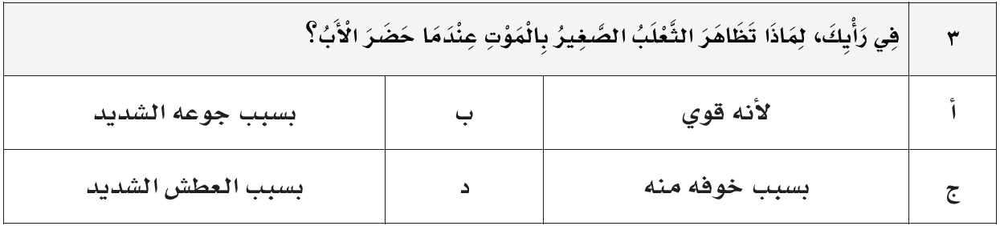 ٣ فِي رَأْيِكَ، لِمَاذَا تَظَاهَرَ الثَّعْلَبُ الصَّغِيرُ بِالْمَوْتِ عِنْدَمَا حَضَرَ الْأَبُ؟
أ لأنه قوي ب بسبب جوعه الشديد
ج بسبب خوفه منه د بسبب العطش الشديد